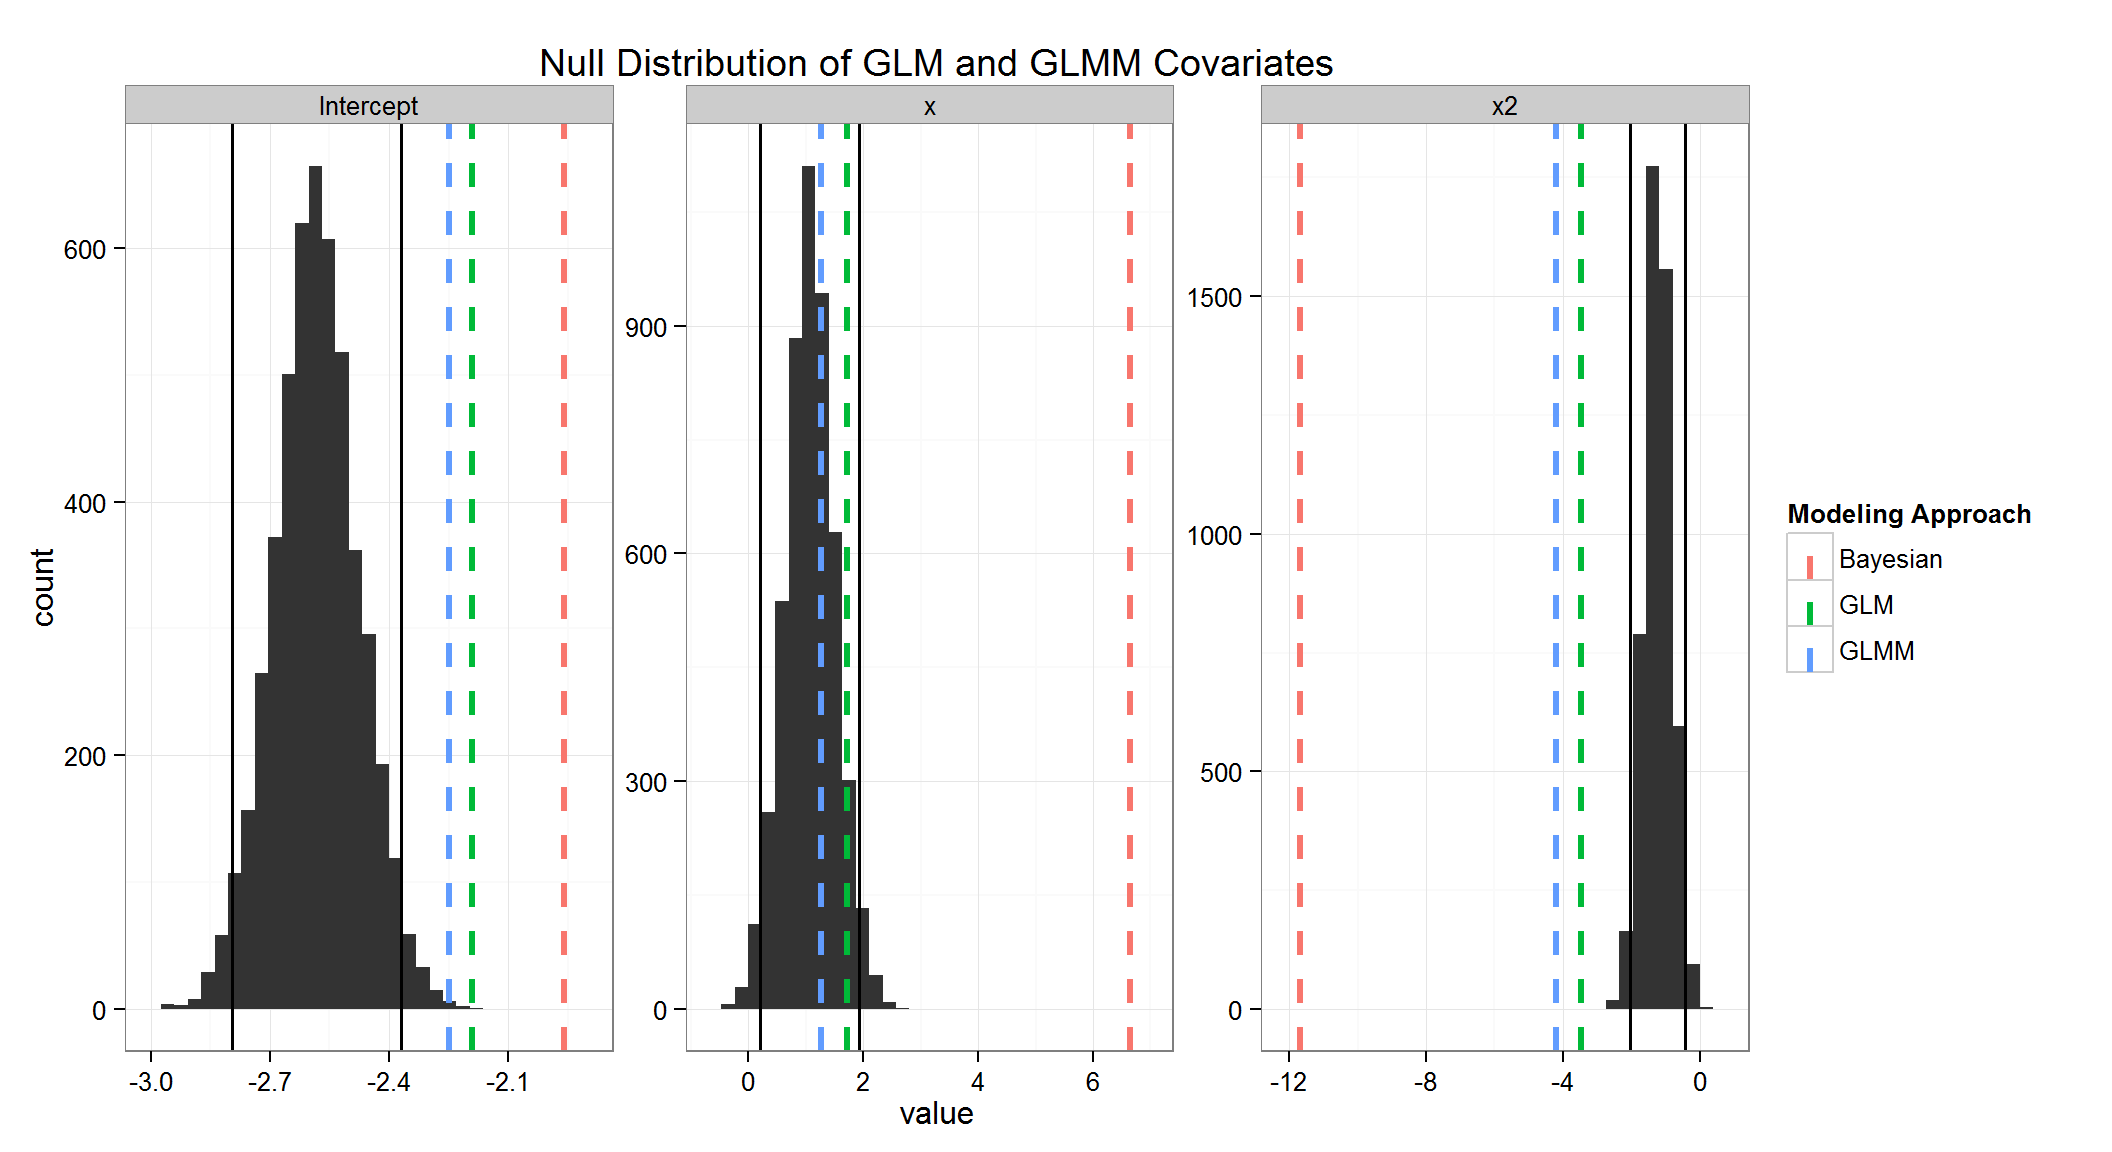 Null Distribution of GLM and GLMM Covariates
Intercept
x
x2
count
600
400
200
0
-3.0 -2.7 -2.4 -2.1
900
600
300
0
0 2 4 6
1500
1000
500
0
-12 -8 -4 0
value
Modeling Approach
Bayesian
GLM
GLMM